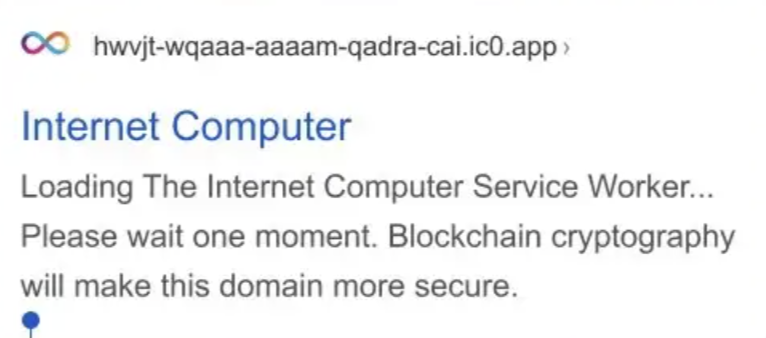 hwvjt-wqaaa-aaaam-qadra-cai.ic0.app ›
Internet Computer
Loading The Internet Computer Service Worker...
Please wait one moment. Blockchain cryptography
will make this domain more secure.